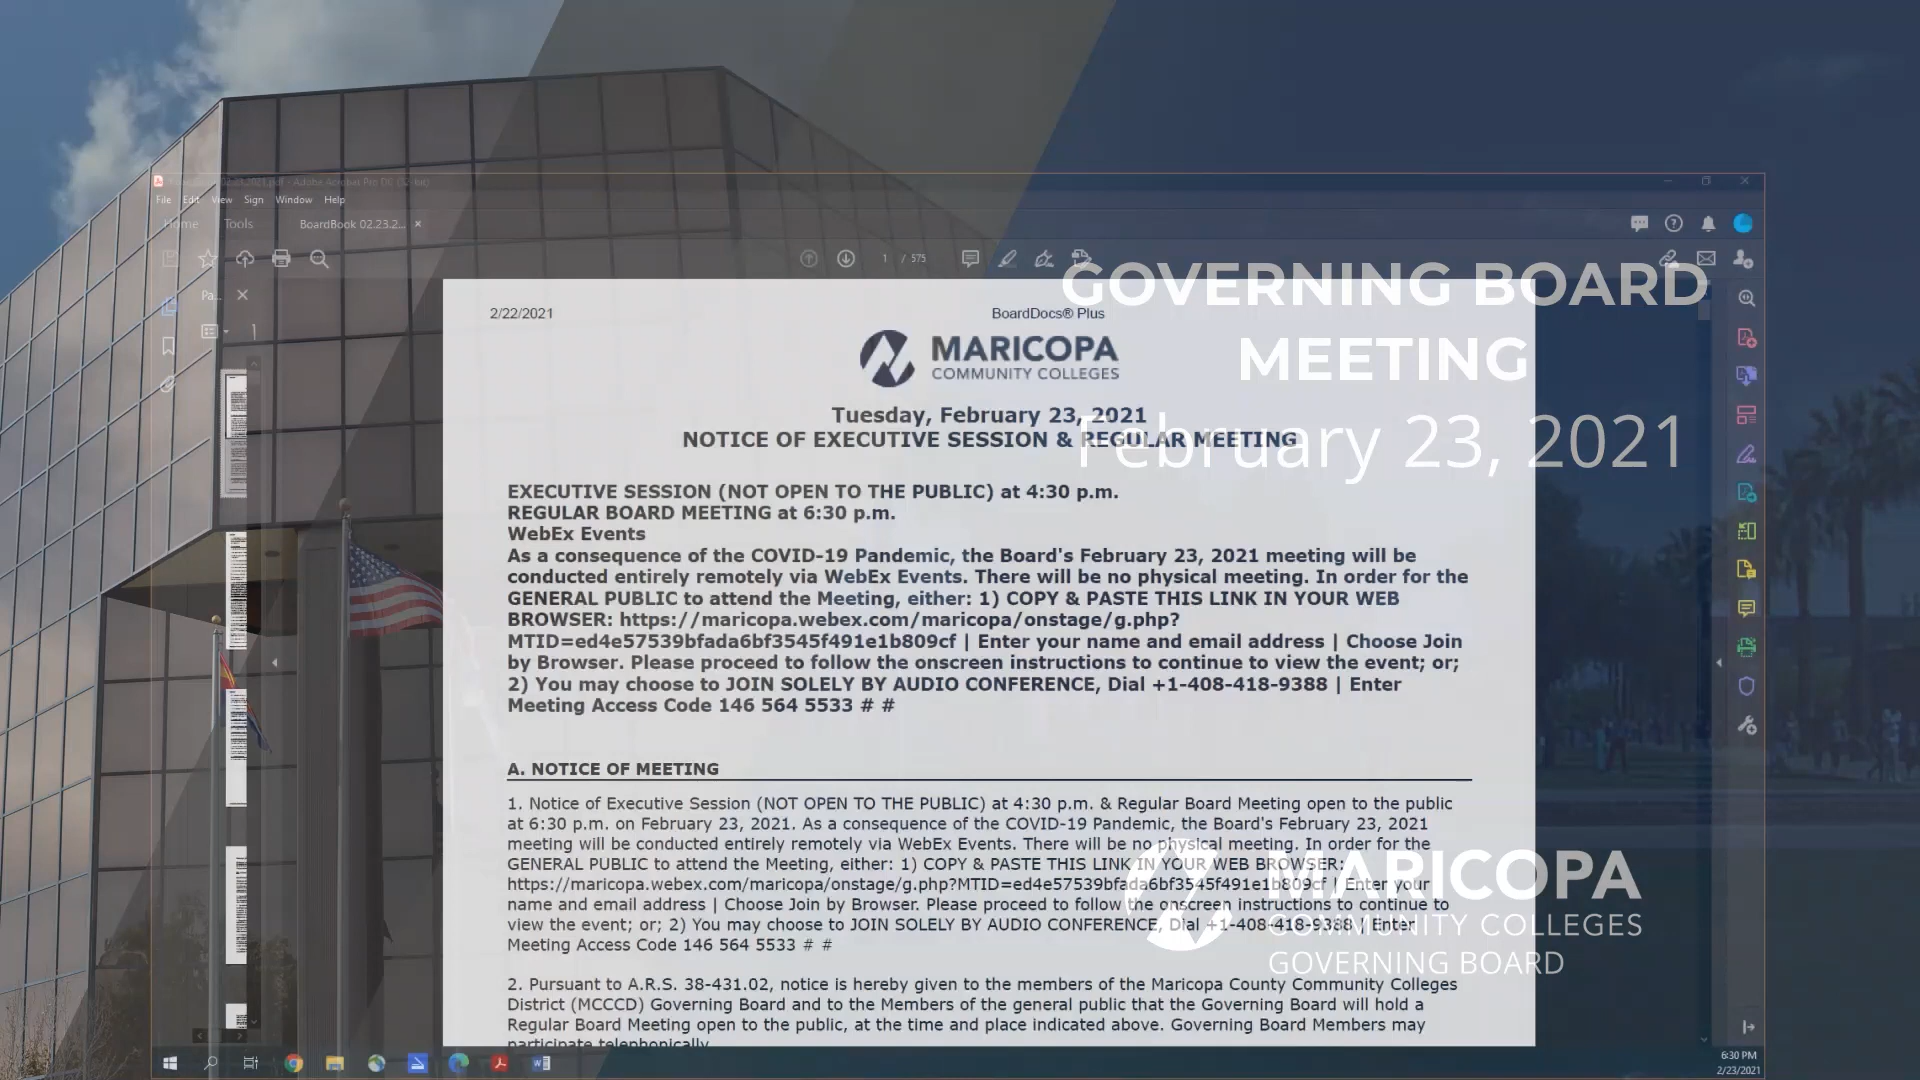 - Adobe Acrobat Pro DC (32-bit)
File Edit View Sign Window Help
Home Tools BoardBook 02.23.2...
1 / 575
Pa...
2/22/2021 BoardDocs® Plus
MARICOPA
COMMUNITY COLLEGES
Tuesday, February 23, 2021
NOTICE OF EXECUTIVE SESSION & REGULAR MEETING
EXECUTIVE SESSION (NOT OPEN TO THE PUBLIC) at 4:30 p.m.
REGULAR BOARD MEETING at 6:30 p.m.
WebEx Events
As a consequence of the COVID-19 Pandemic, the Board's February 23, 2021 meeting will be
conducted entirely remotely via WebEx Events. There will be no physical meeting. In order for the
GENERAL PUBLIC to attend the Meeting, either: 1) COPY & PASTE THIS LINK IN YOUR WEB
BROWSER: https://maricopa.webex.com/maricopa/onstage/g.php?
MTID=ed4e57539bfada6bf3545f491e1b809cf | Enter your name and email address | Choose Join
by Browser. Please proceed to follow the onscreen instructions to continue to view the event; or;
2) You may choose to JOIN SOLELY BY AUDIO CONFERENCE, Dial +1-408-418-9388 | Enter
Meeting Access Code 146 564 5533 # #
A. NOTICE OF MEETING
1. Notice of Executive Session (NOT OPEN TO THE PUBLIC) at 4:30 p.m. & Regular Board Meeting open to the public
at 6:30 p.m. on February 23, 2021. As a consequence of the COVID-19 Pandemic, the Board's February 23, 2021
meeting will be conducted entirely remotely via WebEx Events. There will be no physical meeting. In order for the
GENERAL PUBLIC to attend the Meeting, either: 1) COPY & PASTE THIS LINK IN YOUR WEB BROWSER:
https://maricopa.webex.com/maricopa/onstage/g.php?MTID=ed4e57539bfada6bf3545f491e1b809cf | Enter your
name and email address | Choose Join by Browser. Please proceed to follow the onscreen instructions to continue to
view the event; or; 2) You may choose to JOIN SOLELY BY AUDIO CONFERENCE, Dial +1-408-418-9388 | Enter
Meeting Access Code 146 564 5533 # #
2. Pursuant to A.R.S. 38-431.02, notice is hereby given to the members of the Maricopa County Community Colleges
District (MCCCD) Governing Board and to the Members of the general public that the Governing Board will hold a
Regular Board Meeting open to the public, at the time and place indicated above. Governing Board Members may
participate telephonically.
GOVERNING BOARD
MEETING
February 23, 2021
MARICOPA
COMMUNITY COLLEGES
GOVERNING BOARD
6:30 PM
2/23/2021